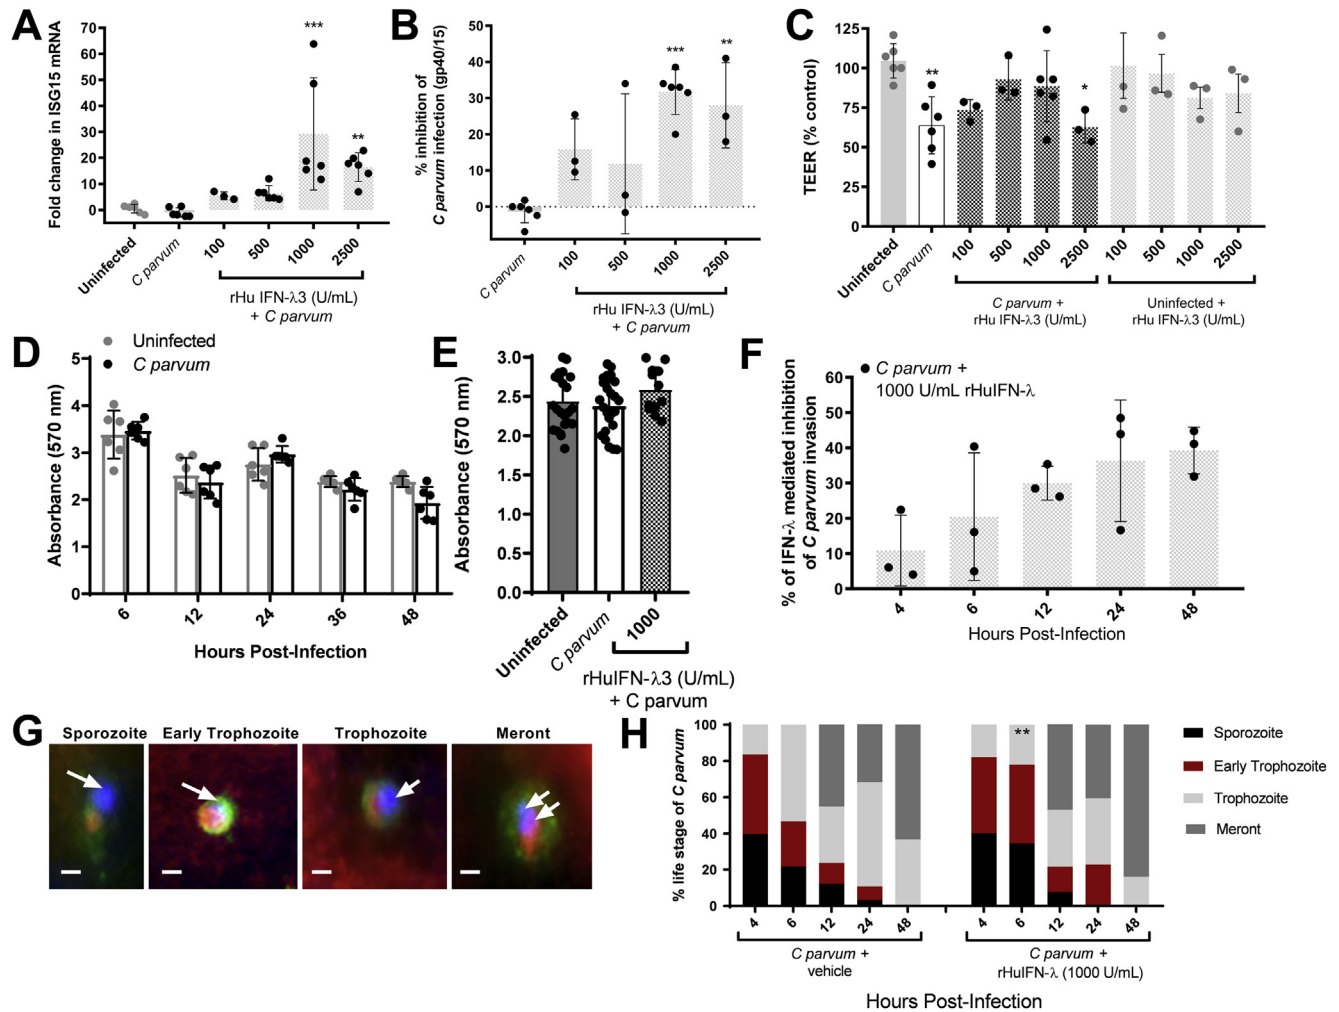 A
Fold change in ISG15 mRNA
70
60
50
40
30
20
10
0
***
**
Uninfected
C parvum
100
500
1000
2500
rHu IFN-λ3 (U/mL)
+ C parvum
B
% inhibition of
C parvum infection (gp40/15)
50
40
30
20
10
0
***
**
C parvum
100
500
1000
2500
rHu IFN-λ3 (U/mL)
+ C parvum
C
TEER (% control)
125
100
75
50
25
0
**
*
Uninfected
C parvum
100
500
1000
2500
100
500
1000
2500
C parvum +
rHu IFN-λ3 (U/mL)
Uninfected +
rHu IFN-λ3 (U/mL)
D
Uninfected
C parvum
Absorbance (570 nm)
5
4
3
2
1
0
6
12
24
36
48
Hours Post-Infection
E
Absorbance (570 nm)
3.0
2.5
2.0
1.5
1.0
0.5
0.0
Uninfected
C parvum
1000
rHuIFN-λ3 (U/mL)
+ C parvum
F
C parvum +
1000 U/mL rHuIFN-λ
% of IFN-λ mediated inhibition
of C parvum invasion
60
50
40
30
20
10
0
4
6
12
24
48
Hours Post-Infection
G
Sporozoite
Early Trophozoite
Trophozoite
Meront
H
% life stage of C parvum
100
80
60
40
20
0
**
4
6
12
24
48
4
6
12
24
48
C parvum +
vehicle
C parvum +
rHuIFN-λ (1000 U/mL)
Hours Post-Infection
Sporozoite
Early Trophozoite
Trophozoite
Meront